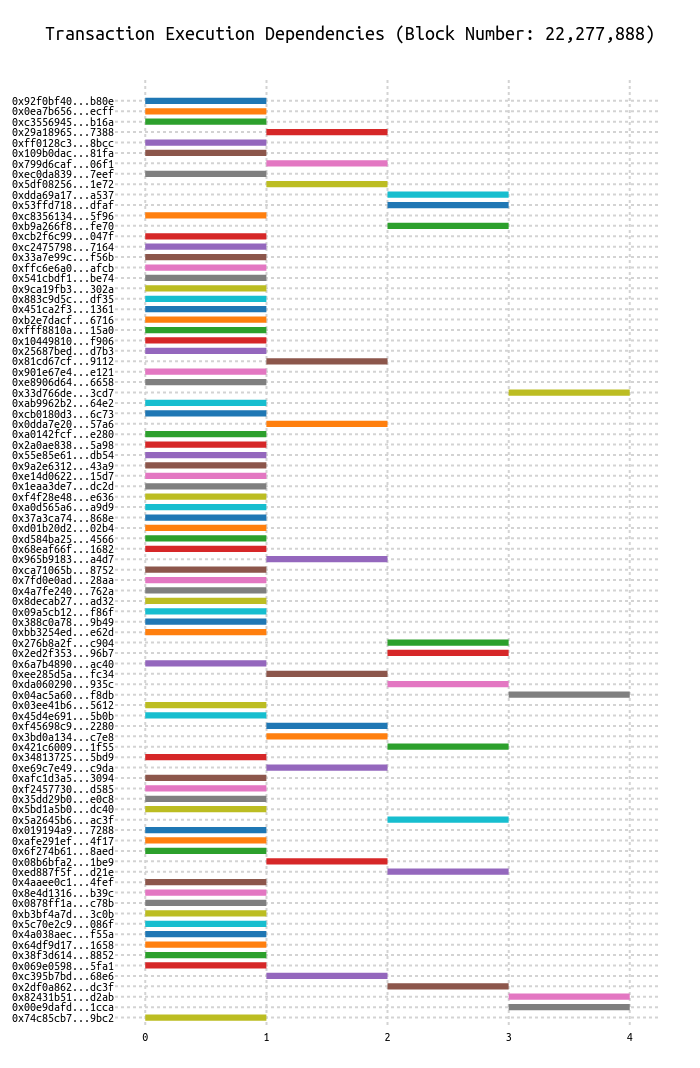 Transaction Execution Dependencies (Block Number: 22,277,888)
0x92f0bf40...b80e
0x0ea7b656...ecff
0xc3556945...b16a
0x29a18965...7388
0xff0128c3...8bcc
0x109b0dac...81fa
0x799d6caf...06f1
0xec0da839...7eef
0x5df08256...1e72
0xdda69a17...a537
0x53ffd718...dfaf
0xc8356134...5f96
0xb9a266f8...fe70
0xcb2f6c99...047f
0xc2475798...7164
0x33a7e99c...f56b
0xffc6e6a0...afcb
0x541cbdf1...be74
0x9ca19fb3...302a
0x883c9d5c...df35
0x451ca2f3...1361
0xb2e7dacf...6716
0xfff8810a...15a0
0x10449810...f906
0x25687bed...d7b3
0x81cd67cf...9112
0x901e67e4...e121
0xe8906d64...6658
0x33d766de...3cd7
0xab9962b2...64e2
0xcb0180d3...6c73
0x0dda7e20...57a6
0xa0142fcf...e280
0x2a0ae838...5a98
0x55e85e61...db54
0x9a2e6312...43a9
0xe14d0622...15d7
0x1eaa3de7...dc2d
0xf4f28e48...e636
0xa0d565a6...a9d9
0x37a3ca74...868e
0xd01b20d2...02b4
0xd584ba25...4566
0x68eaf66f...1682
0x965b9183...a4d7
0xca71065b...8752
0x7fd0e0ad...28aa
0x4a7fe240...762a
0x8decab27...ad32
0x09a5cb12...f86f
0x388c0a78...9b49
0xbb3254ed...e62d
0x276b8a2f...c904
0x2ed2f353...96b7
0x6a7b4890...ac40
0xee285d5a...fc34
0xda060290...935c
0x04ac5a60...f8db
0x03ee41b6...5612
0x45d4e691...5b0b
0xf45698c9...2280
0x3bd0a134...c7e8
0x421c6009...1f55
0x34813725...5bd9
0xe69c7e49...c9da
0xafc1d3a5...3094
0xf2457730...d585
0x35dd29b0...e0c8
0x5bd1a5b0...dc40
0x5a2645b6...ac3f
0x019194a9...7288
0xafe291ef...4f17
0x6f274b61...8aed
0x08b6bfa2...1be9
0xed887f5f...d21e
0x4aaee0c1...4fef
0x8e4d1316...b39c
0x0878ff1a...c78b
0xb3bf4a7d...3c0b
0x5c70e2c9...086f
0x4a038aec...f55a
0x64df9d17...1658
0x38f3d614...8852
0x069e0598...5fa1
0xc395b7bd...68e6
0x2df0a862...dc3f
0x82431b51...d2ab
0x00e9dafd...1cca
0x74c85cb7...9bc2
0 1 2 3 4